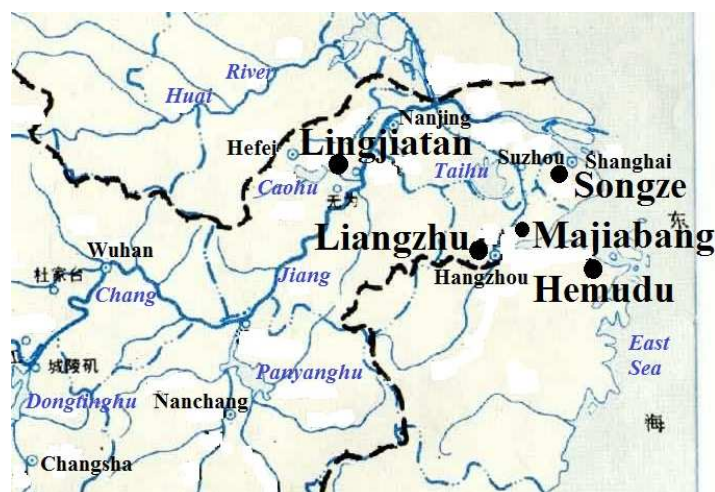 River
Huai
Nanjing
Hefei
Lingjiatan
Suzhou
Shanghai
Caohu
Taihu
Songze
无为
东
Liangzhu
Majiabang
Wuhan
Jiang
Hangzhou
杜家台
Chang
Hemudu
East
Sea
城陵矶
Panyanghu
Dongtinghu
Nanchang
海
Changsha